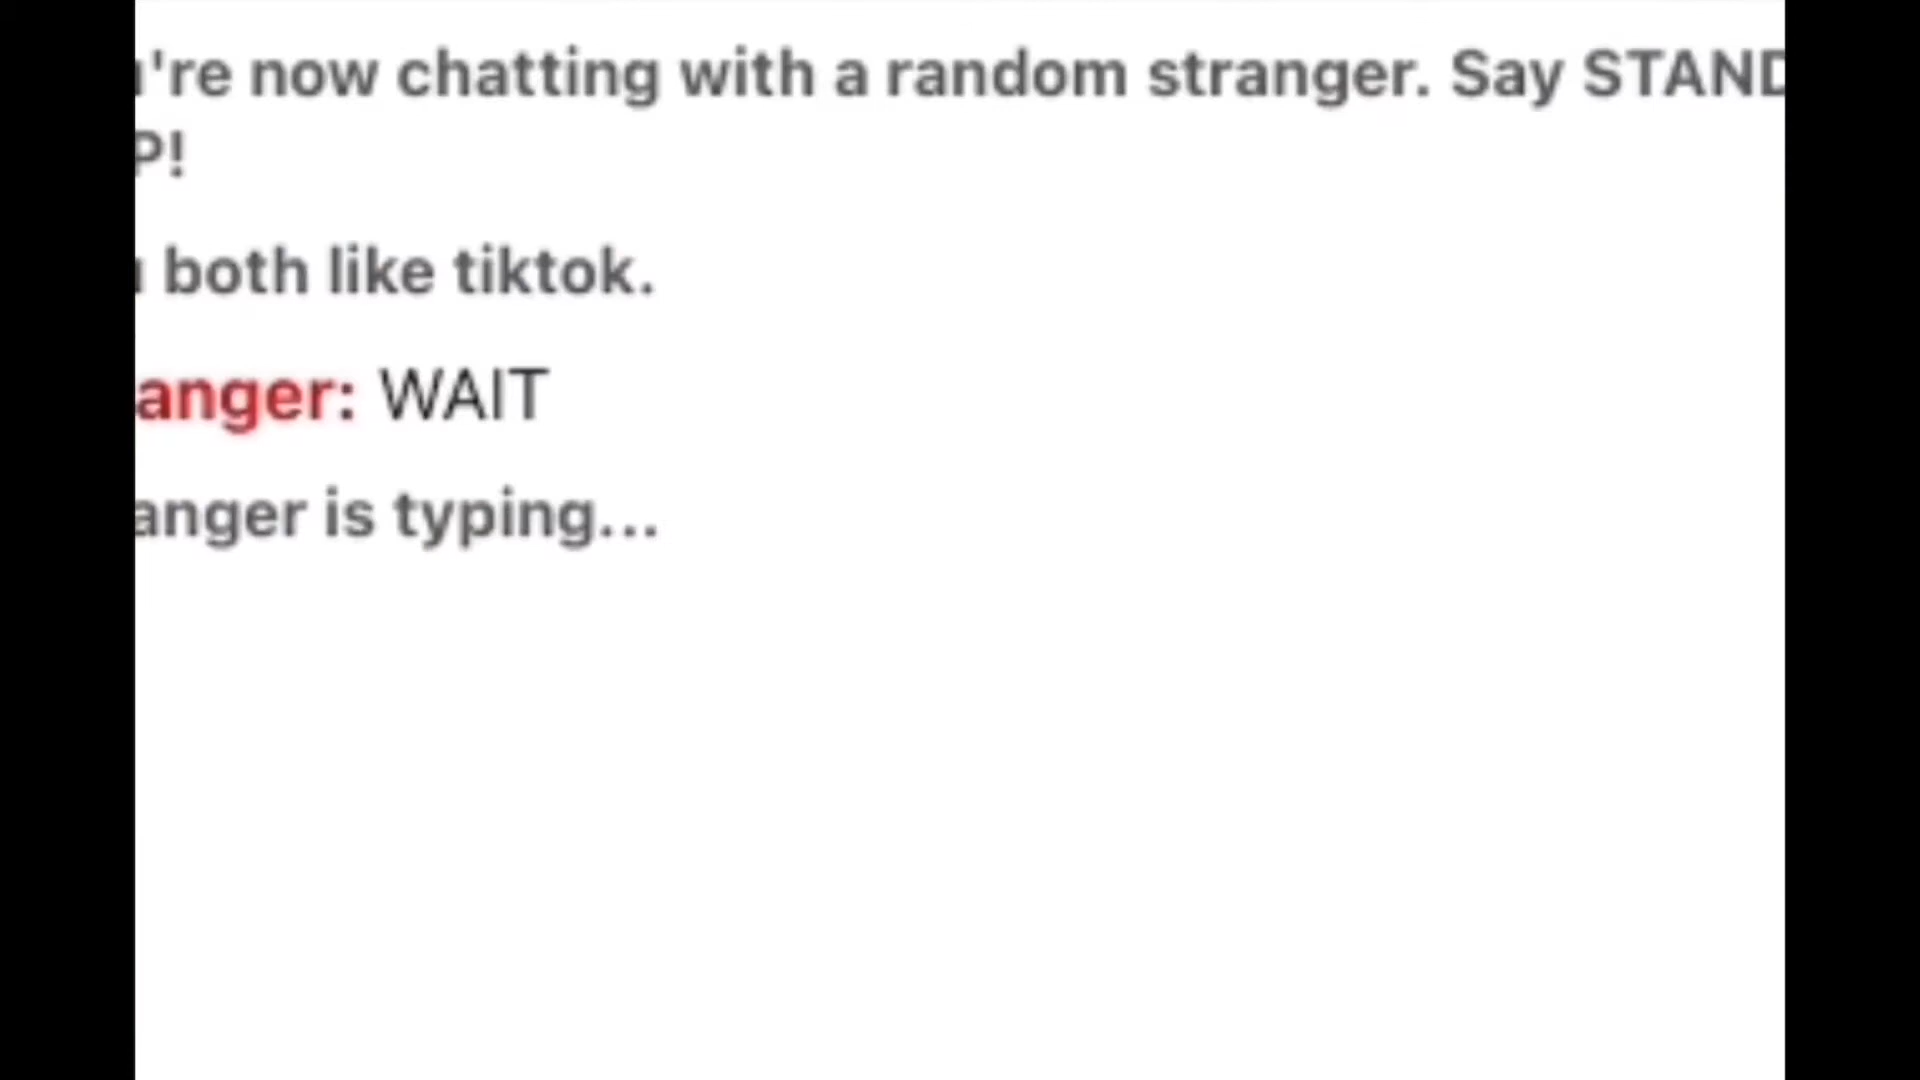 're now chatting with a random stranger. Say STAND
P!
both like tiktok.
anger: WAIT
anger is typing...